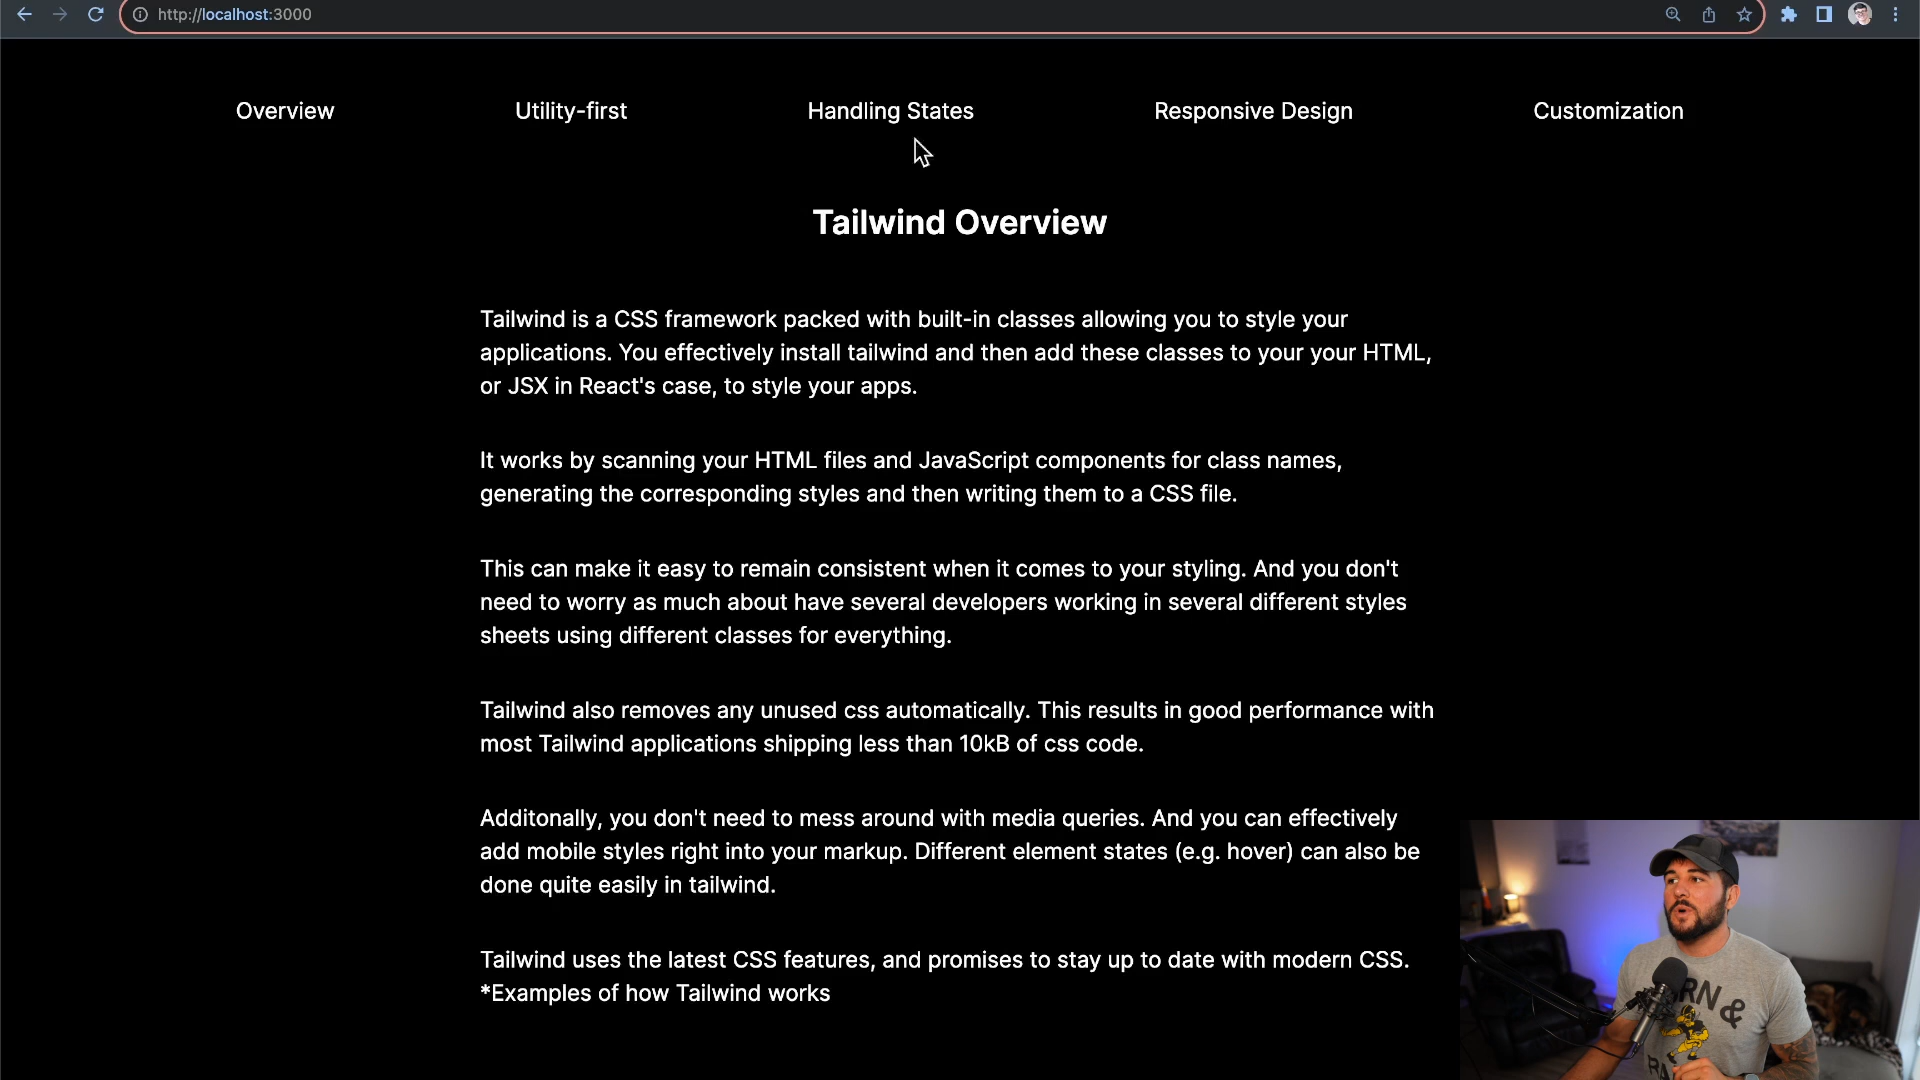 http://localhost:3000
Overview
Utility-first
Handling States
Responsive Design
Customization
Tailwind Overview
Tailwind is a CSS framework packed with built-in classes allowing you to style your
applications. You effectively install tailwind and then add these classes to your your HTML,
or JSX in React's case, to style your apps.
It works by scanning your HTML files and JavaScript components for class names,
generating the corresponding styles and then writing them to a CSS file.
This can make it easy to remain consistent when it comes to your styling. And you don't
need to worry as much about have several developers working in several different styles
sheets using different classes for everything.
Tailwind also removes any unused css automatically. This results in good performance with
most Tailwind applications shipping less than 10kB of css code.
Additonally, you don't need to mess around with media queries. And you can effectively
add mobile styles right into your markup. Different element states (e.g. hover) can also be
done quite easily in tailwind.
Tailwind uses the latest CSS features, and promises to stay up to date with modern CSS.
*Examples of how Tailwind works